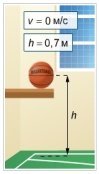 v = 0 м/с
h = 0,7 м
h